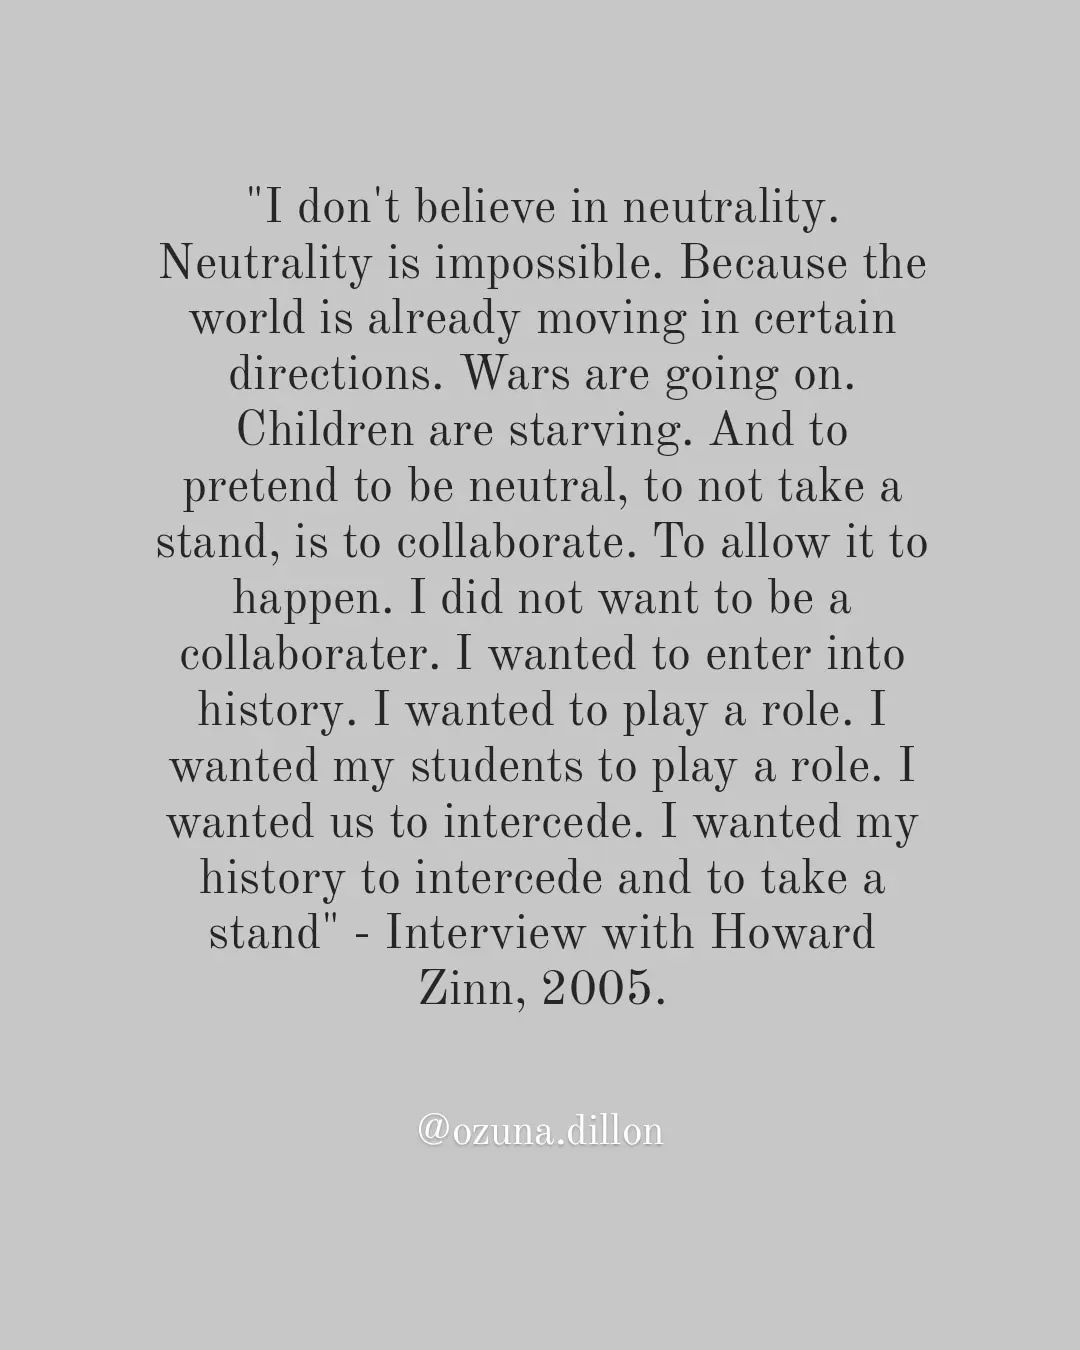 "I don't believe in neutrality.
Neutrality is impossible. Because the
world is already moving in certain
directions. Wars are going on.
Children are starving. And to
pretend to be neutral, to not take a
stand, is to collaborate. To allow it to
happen. I did not want to be a
collaborater. I wanted to enter into
history. I wanted to play a role. I
wanted my students to play a role. I
wanted us to intercede. I wanted my
history to intercede and to take a
stand" - Interview with Howard
Zinn, 2005.
@ozuna.dillon